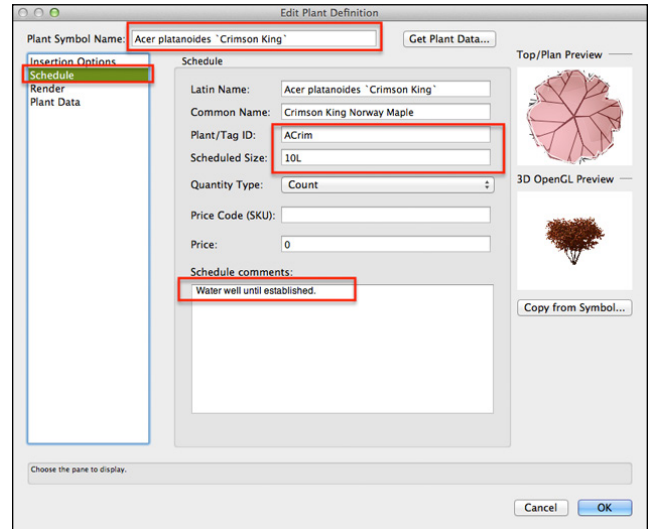 Edit Plant Definition
Plant Symbol Name: Acer platanoides `Crimson King`
Get Plant Data...
Insertion Options
Schedule
Render
Plant Data
Schedule
Latin Name: Acer platanoides `Crimson King`
Common Name: Crimson King Norway Maple
Plant/Tag ID: ACrim
Scheduled Size: 10L
Quantity Type: Count
Price Code (SKU):
Price: 0
Schedule comments:
Water well until established.
Top/Plan Preview
3D OpenGL Preview
Copy from Symbol...
Choose the pane to display.
Cancel OK